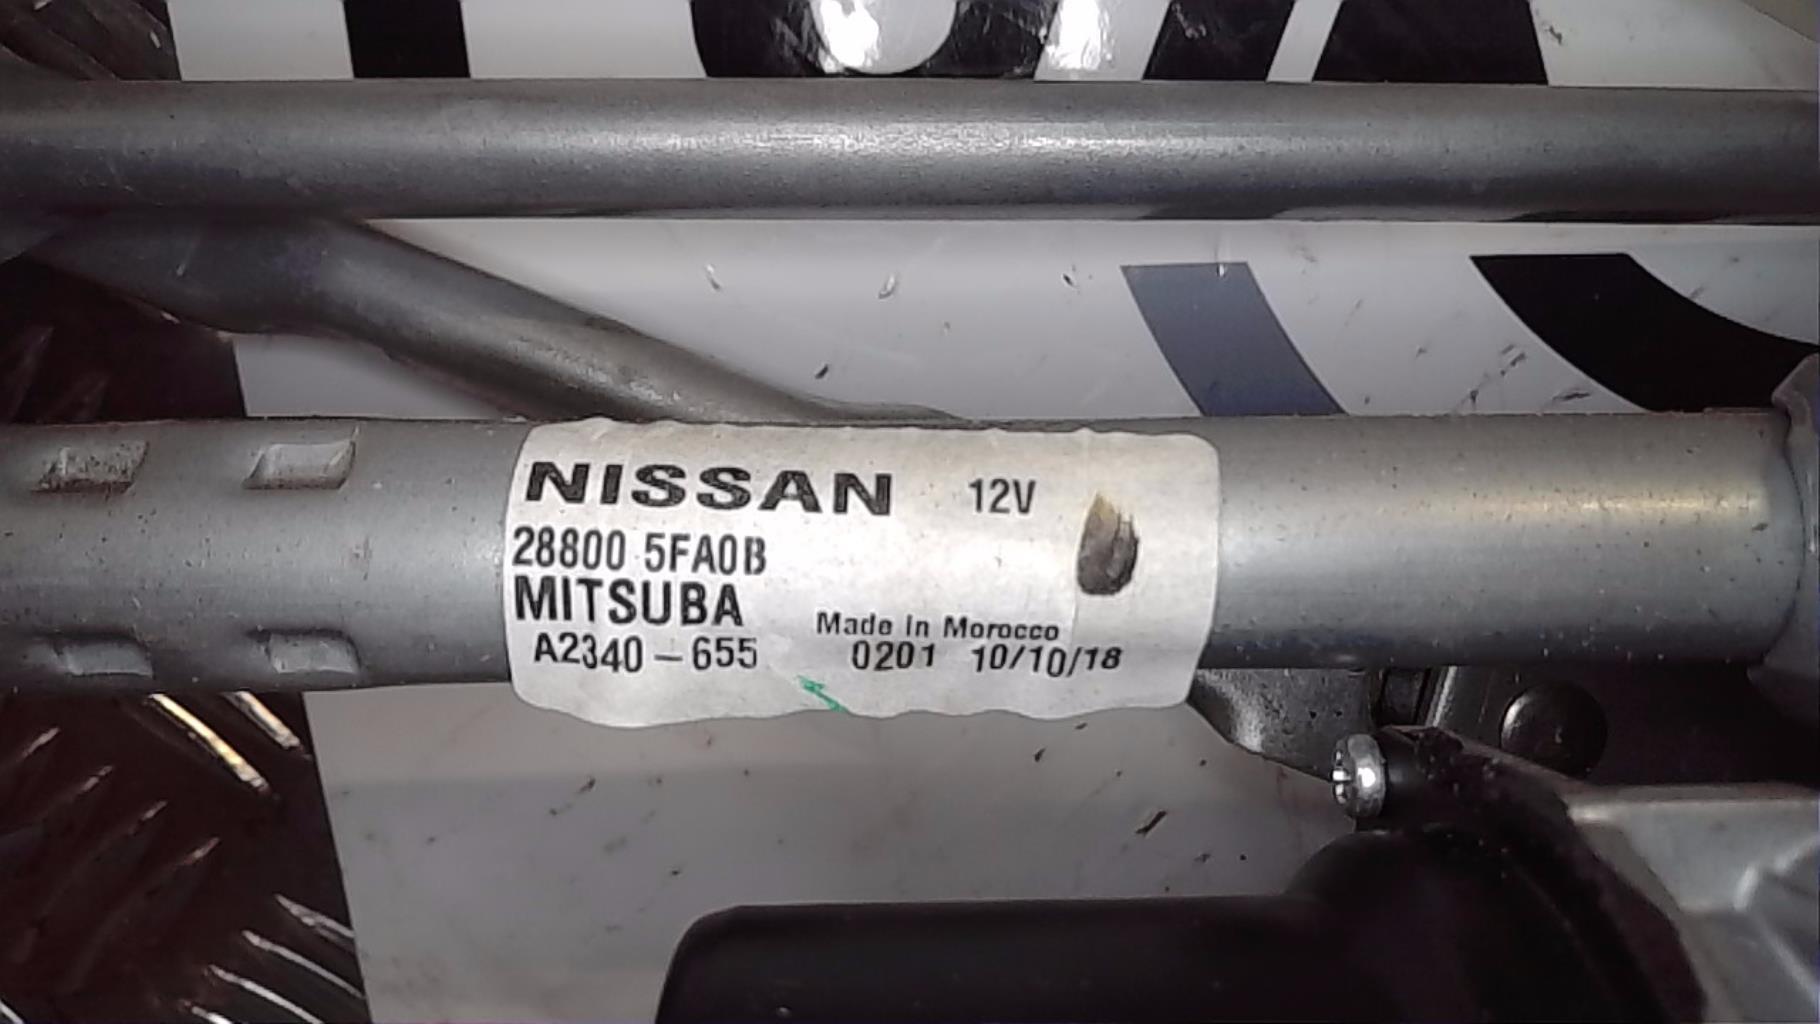 NISSAN 12V
28800 5FA0B
MITSUBA
Made In Morocco
A2340-655 0201 10/10/18